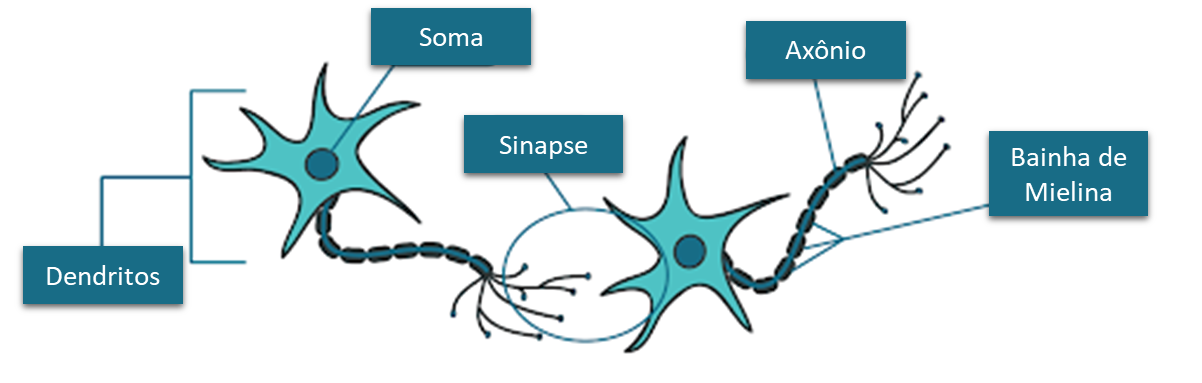 Soma
Axônio
Sinapse
Bainha de
Mielina
Dendritos